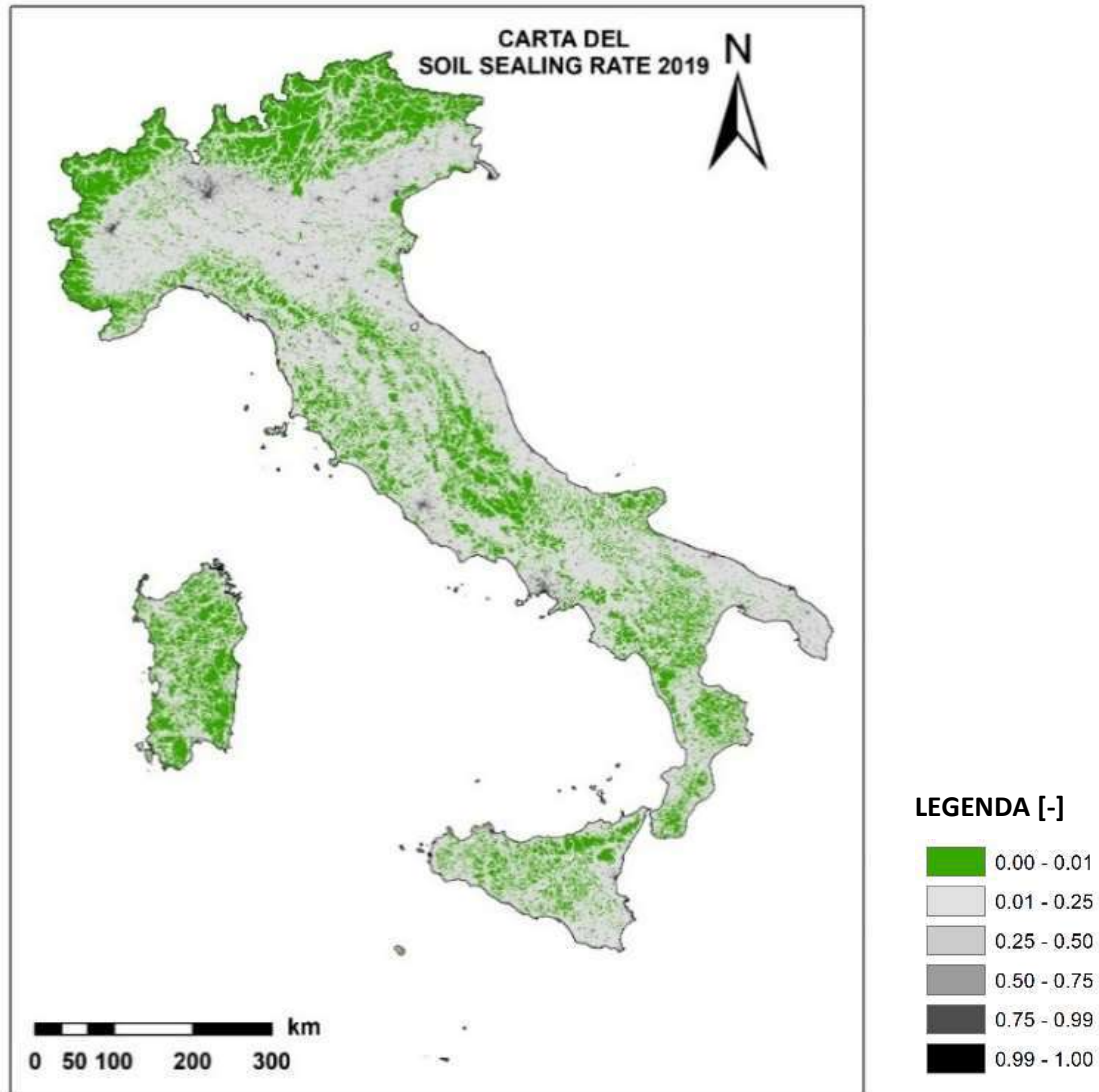 CARTA DEL
SOIL SEALING RATE 2019
N
km
0 50 100 200 300
LEGENDA [-]
0.00 - 0.01
0.01 - 0.25
0.25 - 0.50
0.50 - 0.75
0.75 - 0.99
0.99 - 1.00